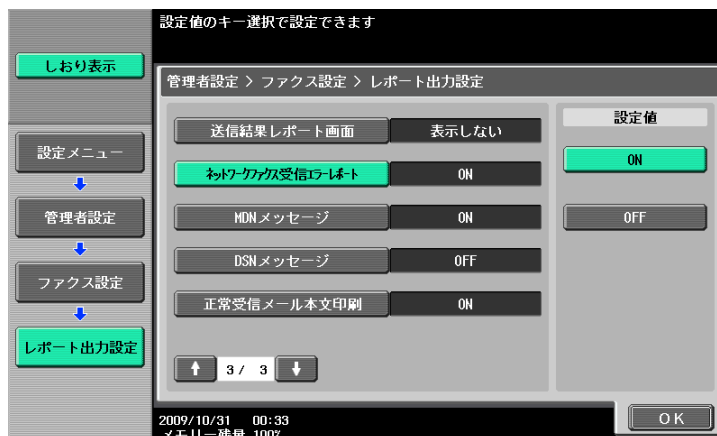 設定値のキー選択で設定できます
しおり表示
管理者設定 > ファクス設定 > レポート出力設定
設定メニュー
管理者設定
ファクス設定
レポート出力設定
送信結果レポート画面 表示しない
ネットワークファクス受信エラーレポート ON
MDNメッセージ ON
DSNメッセージ OFF
正常受信メール本文印刷 ON
↑ 3/ 3 ↓
設定値
ON
OFF
2009/10/31 00:33
メモリー残量 100%
OK